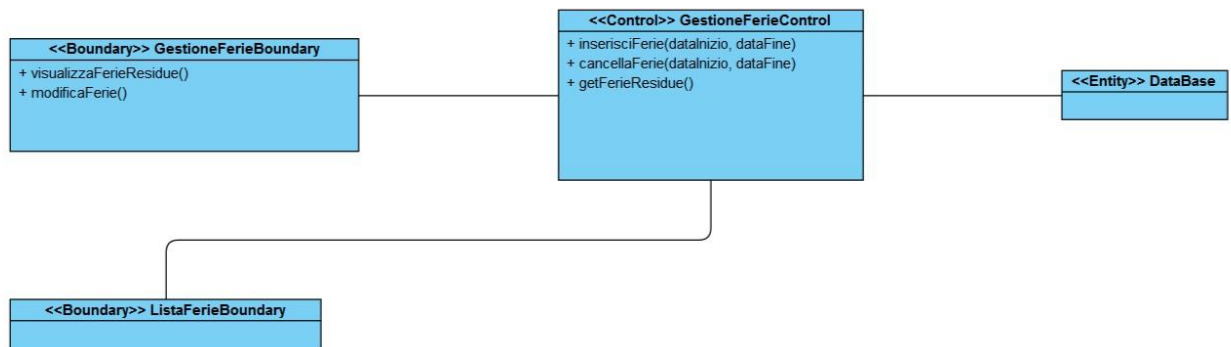 <<Boundary>> GestioneFerieBoundary
+ visualizzaFerieResidue()
+ modificaFerie()
<<Control>> GestioneFerieControl
+ inserisciFerie(dataInizio, dataFine)
+ cancellaFerie(dataInizio, dataFine)
+ getFerieResidue()
<<Entity>> DataBase
<<Boundary>> ListaFerieBoundary